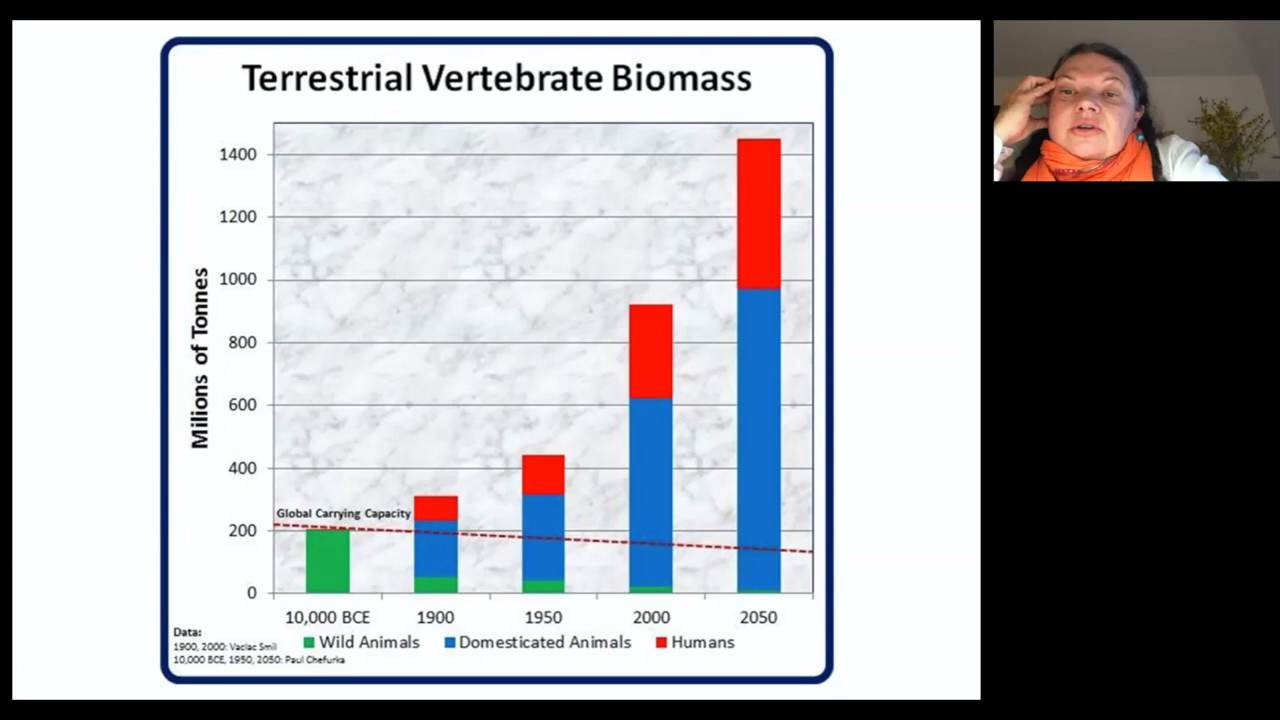 Terrestrial Vertebrate Biomass
Milions of Tonnes
1400
1200
1000
800
600
400
200
0
Global Carrying Capacity
10,000 BCE 1900 1950 2000 2050
Wild Animals Domesticated Animals Humans
Data:
1900, 2000: Vaclac Smil
10,000 BCE, 1950, 2050: Paul Chefurka